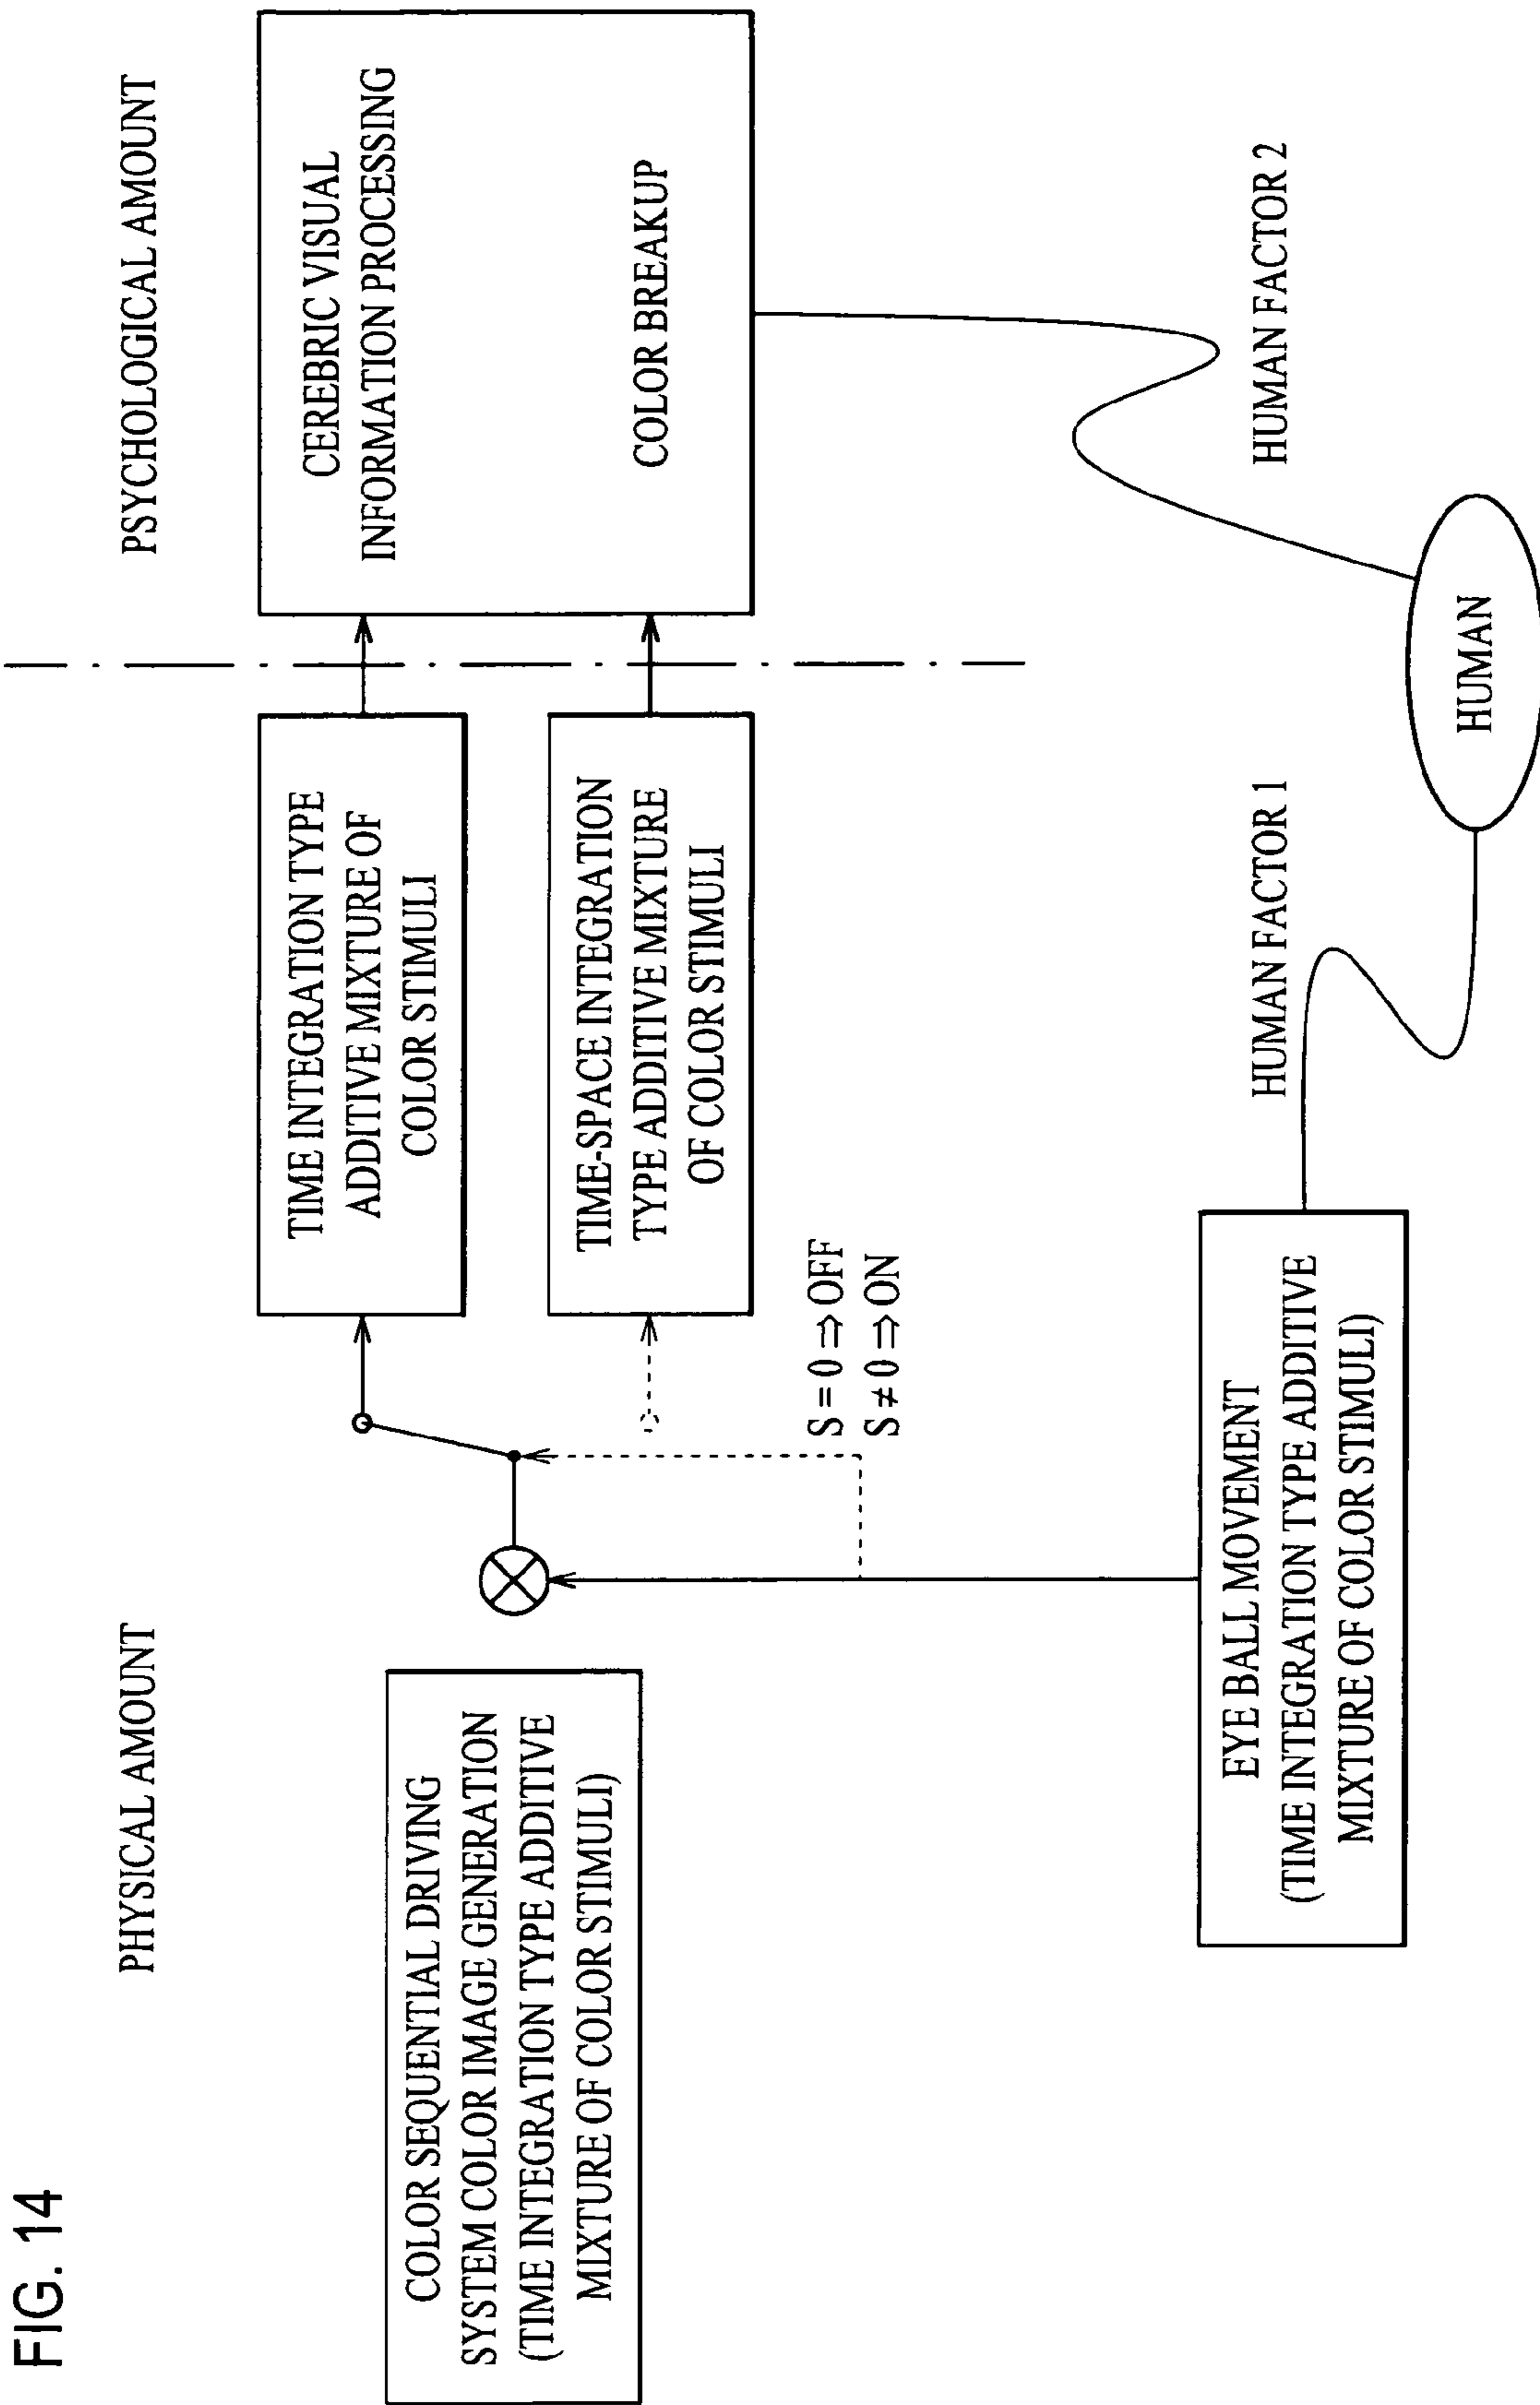 FIG. 14
PHYSICAL AMOUNT
PSYCHOLOGICAL AMOUNT
COLOR SEQUENTIAL DRIVING
SYSTEM COLOR IMAGE GENERATION
(TIME INTEGRATION TYPE ADDITIVE
MIXTURE OF COLOR STIMULI)
TIME INTEGRATION TYPE
ADDITIVE MIXTURE OF
COLOR STIMULI
TIME-SPACE INTEGRATION
TYPE ADDITIVE MIXTURE
OF COLOR STIMULI
CEREBRIC VISUAL
INFORMATION PROCESSING
COLOR BREAKUP
S = 0 ⇒ OFF
S ≠ 0 ⇒ ON
EYE BALL MOVEMENT
(TIME INTEGRATION TYPE ADDITIVE
MIXTURE OF COLOR STIMULI)
HUMAN FACTOR 1
HUMAN FACTOR 2
HUMAN